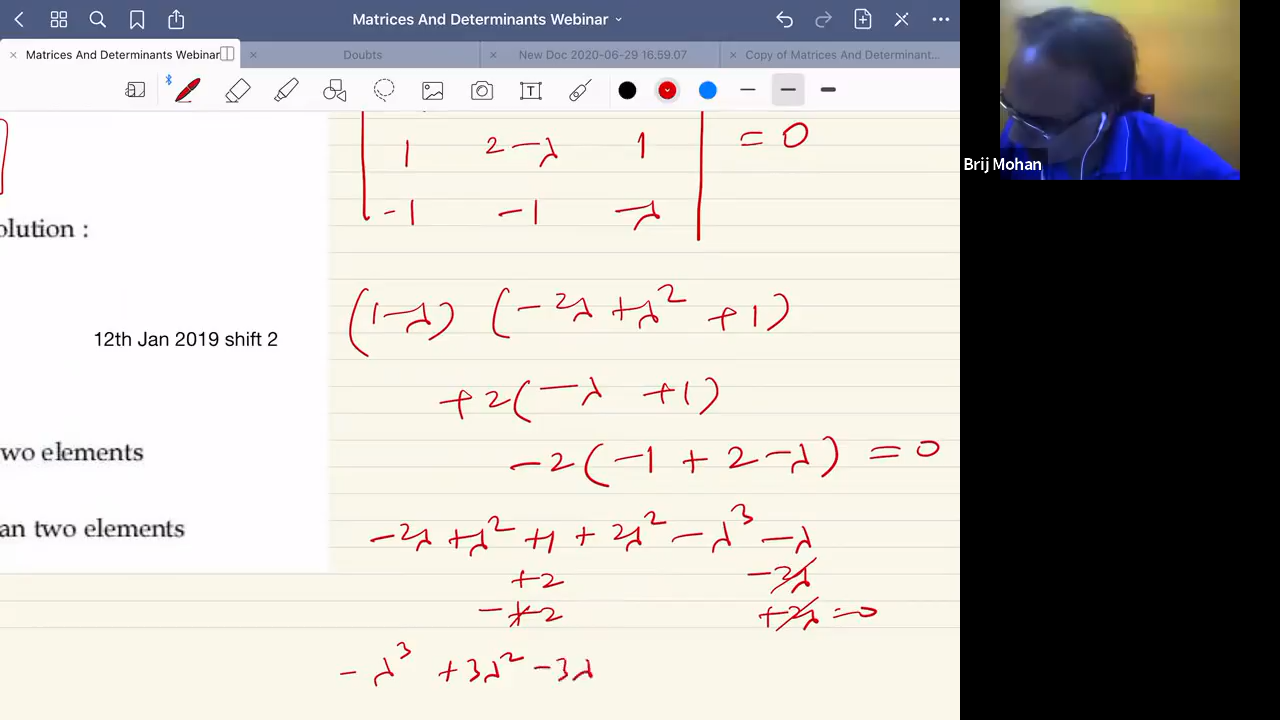 Matrices And Determinants Webinar
Matrices And Determinants Webinar
Doubts
New Doc 2020-06-29 16.59.07
Copy of Matrices And Determinant...
Brij Mohan
1 2-λ 1 = 0
-1 -1 -λ
olution :
12th Jan 2019 shift 2
wo elements
an two elements
(1-λ) (-2λ +λ² +1)
+2(-λ +1)
-2(-1 + 2-λ) = 0
-2λ +λ² +1 + 2λ² -λ³ -λ
+2 -2λ
-2 +2λ =0
-λ³ +3λ² -3λ